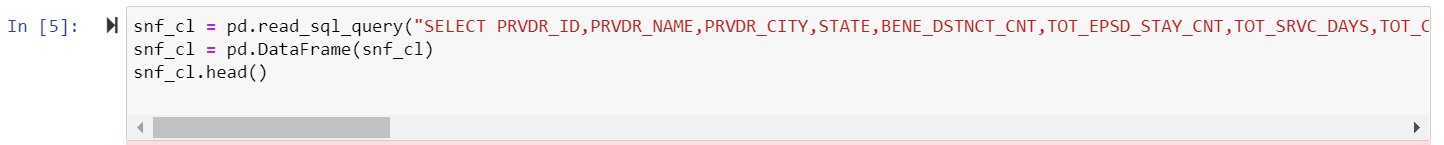 In [5]: snf_cl = pd.read_sql_query("SELECT PRVDR_ID,PRVDR_NAME,PRVDR_CITY,STATE,BENE_DSTNCT_CNT,TOT_EPSD_STAY_CNT,TOT_SRVC_DAYS,
snf_cl = pd.DataFrame(snf_cl)
snf_cl.head()